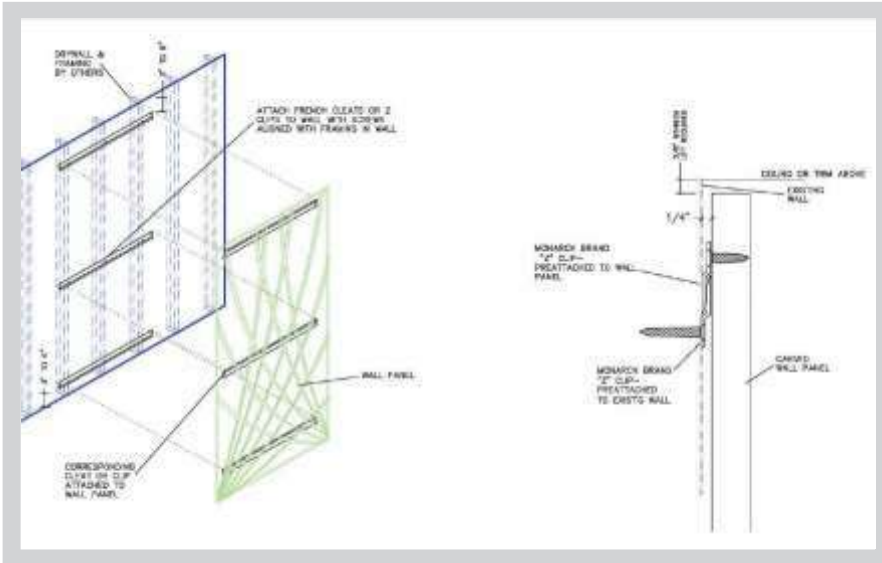 DRYWALL &
FRAMING
BY OTHERS
ATTACH FRENCH CLEATS OR Z
CLIPS TO WALL WITH SCREWS
ALIGNED WITH FRAMING IN WALL
WALL PANEL
CORRESPONDING
CLEAT OR CLIP
ATTACHED TO
WALL PANEL
CEILING OR TRIM ABOVE
EXISTING
WALL
1/4"
MONARCH BRAND
"Z" CLIP-
PREATTACHED TO WALL
PANEL
MONARCH BRAND
"Z" CLIP-
PREATTACHED
TO EXIST'G WALL
CARVED
WALL PANEL